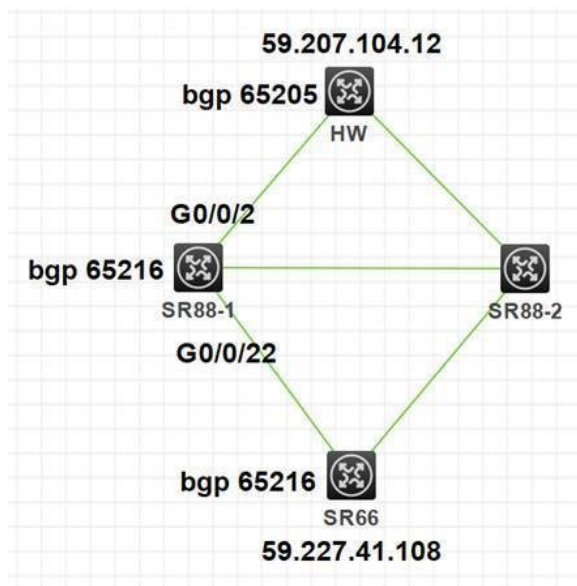 59.207.104.12
bgp 65205
HW
G0/0/2
bgp 65216
SR88-1
SR88-2
G0/0/22
bgp 65216
SR66
59.227.41.108